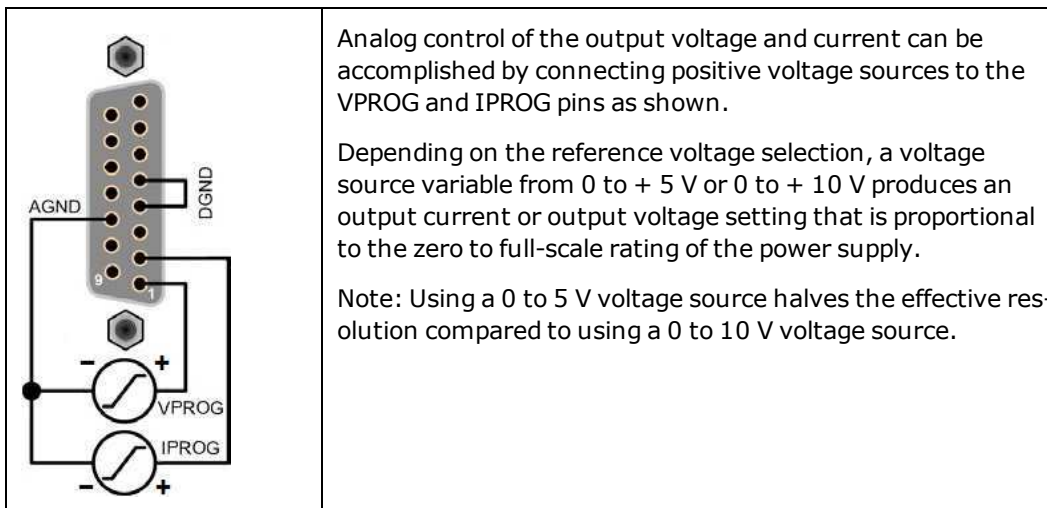 AGND
DGND
9
1
VPROG
IPROG
- +
- +
Analog control of the output voltage and current can be
accomplished by connecting positive voltage sources to the
VPROG and IPROG pins as shown.
Depending on the reference voltage selection, a voltage
source variable from 0 to + 5 V or 0 to + 10 V produces an
output current or output voltage setting that is proportional
to the zero to full-scale rating of the power supply.
Note: Using a 0 to 5 V voltage source halves the effective res-
olution compared to using a 0 to 10 V voltage source.